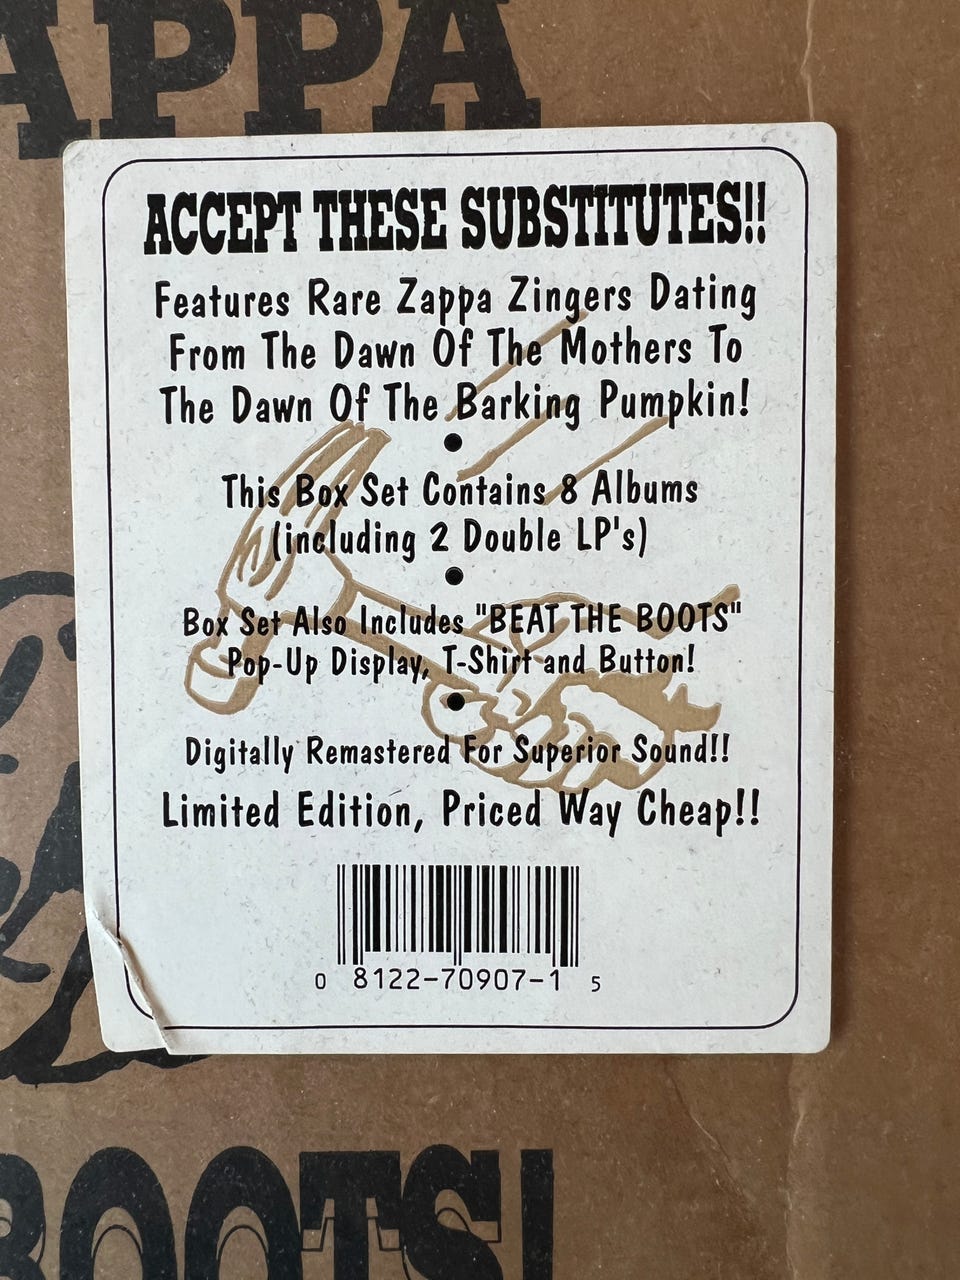 ZAPPA
ACCEPT THESE SUBSTITUTES!!
Features Rare Zappa Zingers Dating
From The Dawn Of The Mothers To
The Dawn Of The Barking Pumpkin!
This Box Set Contains 8 Albums
(including 2 Double LP's)
Box Set Also Includes "BEAT THE BOOTS"
Pop-Up Display, T-Shirt and Button!
Digitally Remastered For Superior Sound!!
Limited Edition, Priced Way Cheap!!
0 8122-70907-1 5
BOOTS!